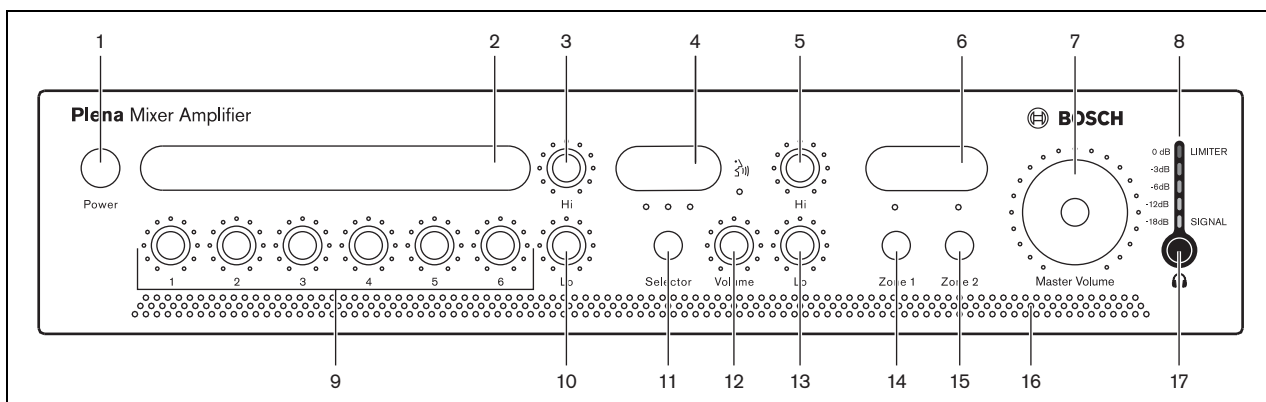 1 2 3 4 5 6 7 8
Plena Mixer Amplifier
BOSCH
0 dB LIMITER
-3dB
-6dB
-12dB
-18dB SIGNAL
Power Hi Hi
1 2 3 4 5 6 Lo Selector Volume Lo Zone 1 Zone 2 Master Volume
9 10 11 12 13 14 15 16 17